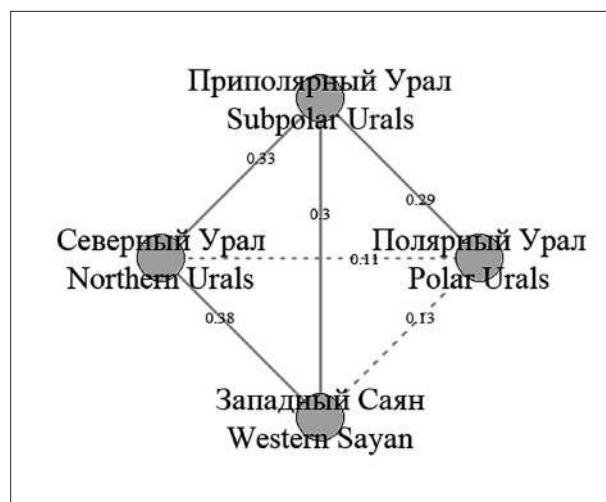 Приполярный Урал
Subpolar Urals
0.33
0.29
0.3
Северный Урал
Northern Urals
0.11
Полярный Урал
Polar Urals
0.38
0.13
Западный Саян
Western Sayan